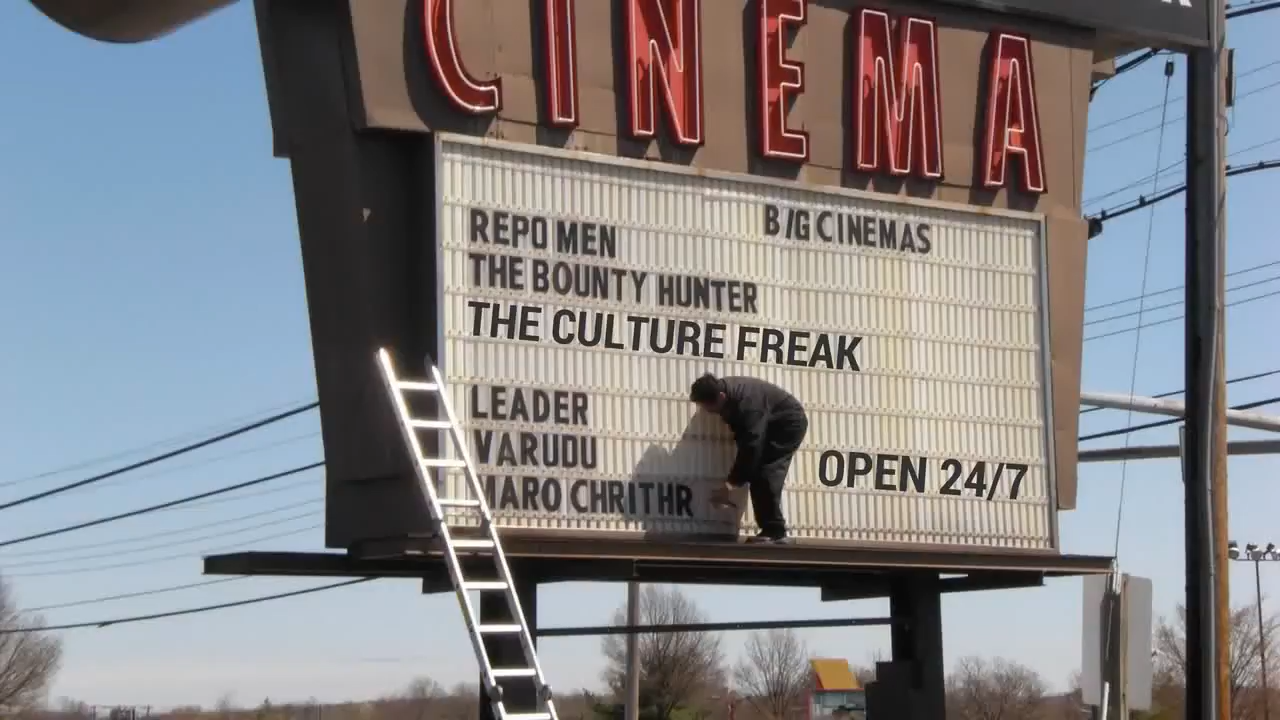 CINEMA
B/G CINEMAS
REPO MEN
THE BOUNTY HUNTER
THE CULTURE FREAK
LEADER
VARUDU
MARO CHRITHR
OPEN 24/7